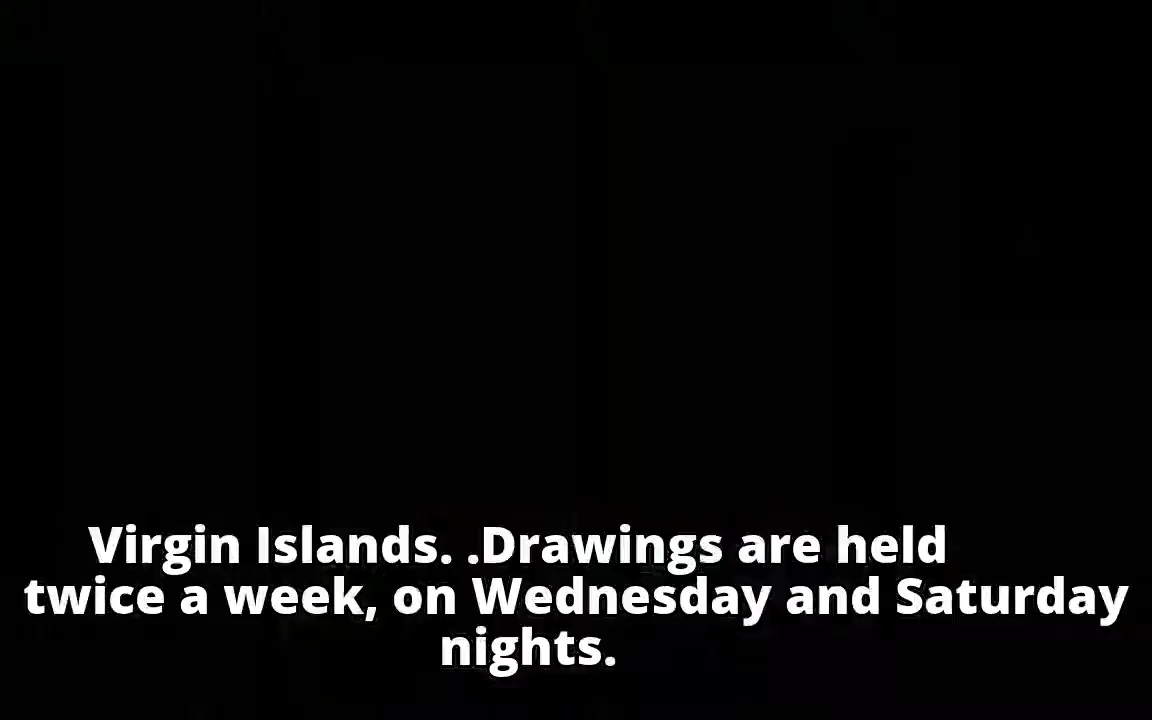 Virgin Islands. .Drawings are held
twice a week, on Wednesday and Saturday
nights.